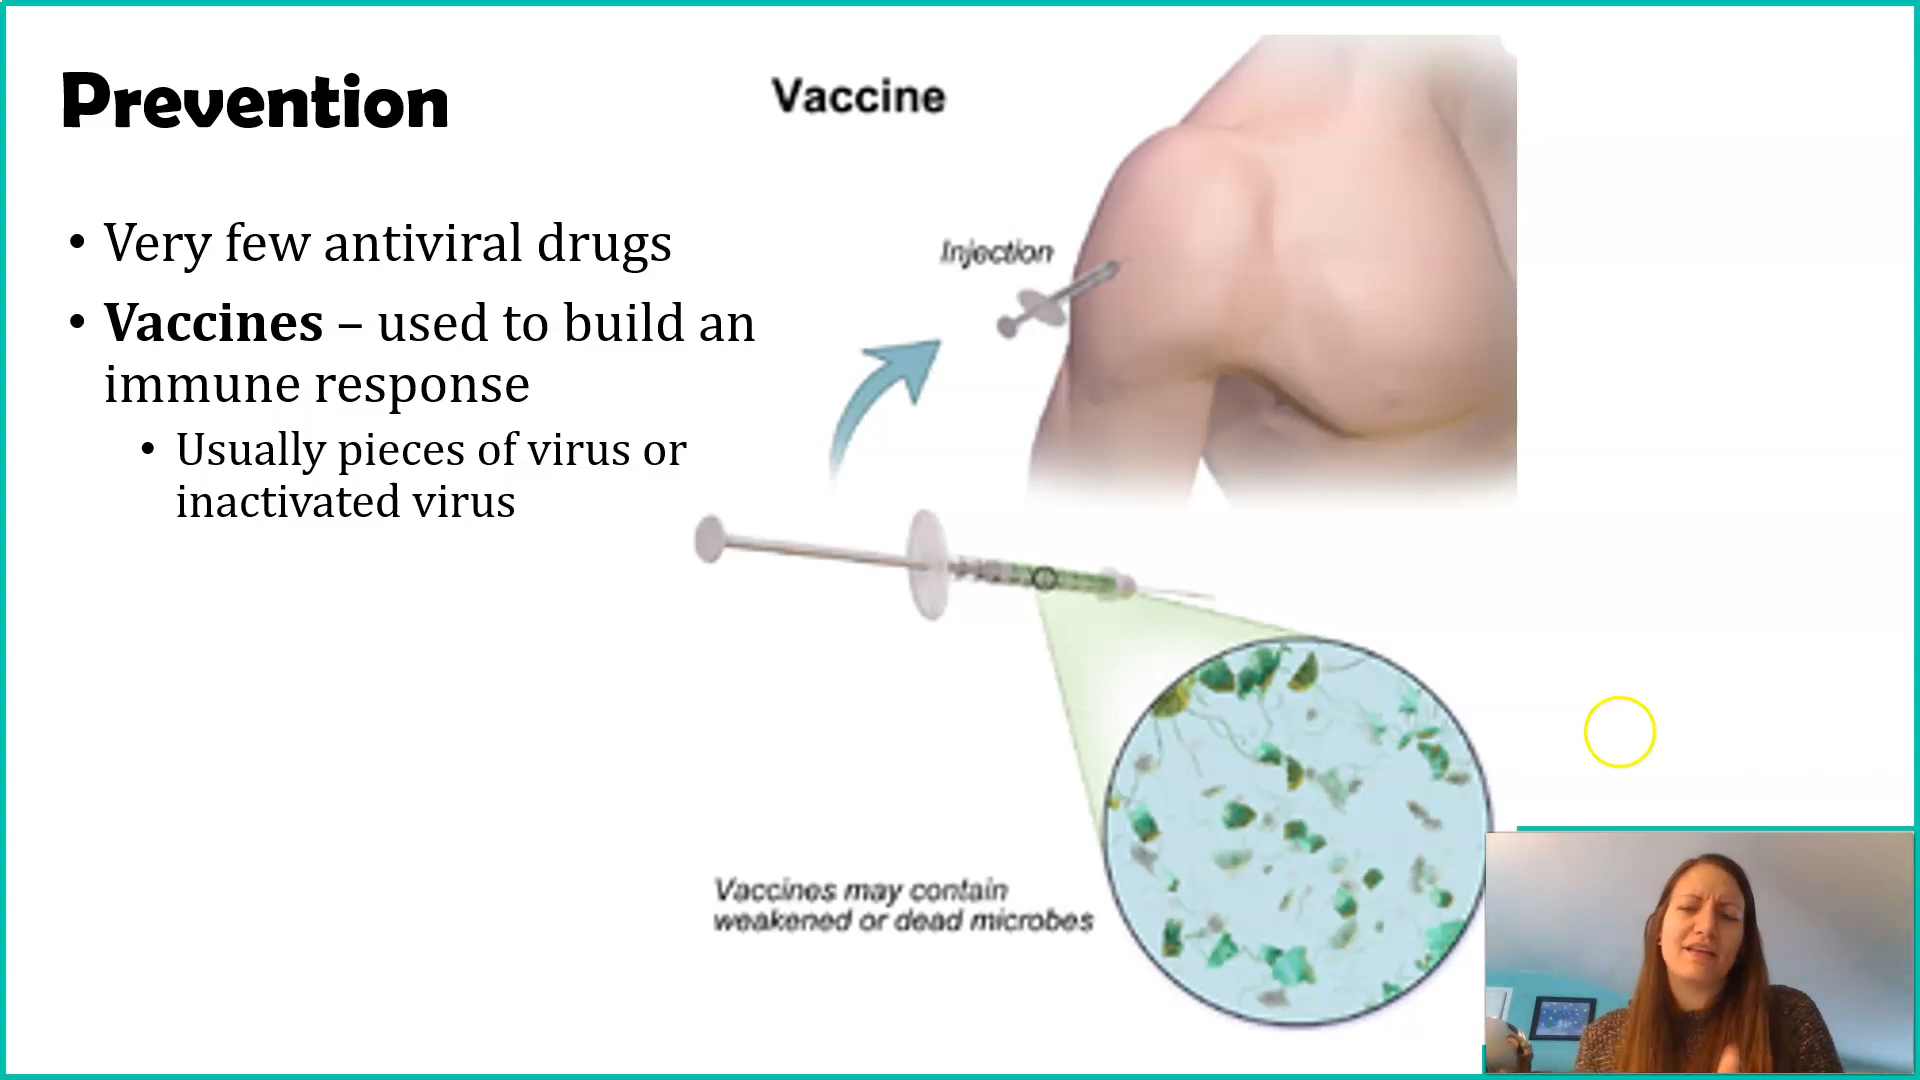 Prevention
• Very few antiviral drugs
• Vaccines – used to build an
immune response
• Usually pieces of virus or
inactivated virus
Vaccine
Injection
Vaccines may contain
weakened or dead microbes